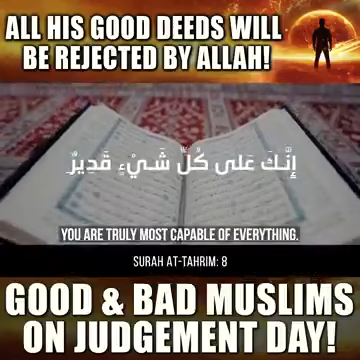 ALL HIS GOOD DEEDS WILL
BE REJECTED BY ALLAH!
إِنَّكَ عَلَىٰ كُلِّ شَيْءٍ قَدِيرٌ
YOU ARE TRULY MOST CAPABLE OF EVERYTHING.
SURAH AT-TAHRIM: 8
GOOD & BAD MUSLIMS
ON JUDGEMENT DAY!